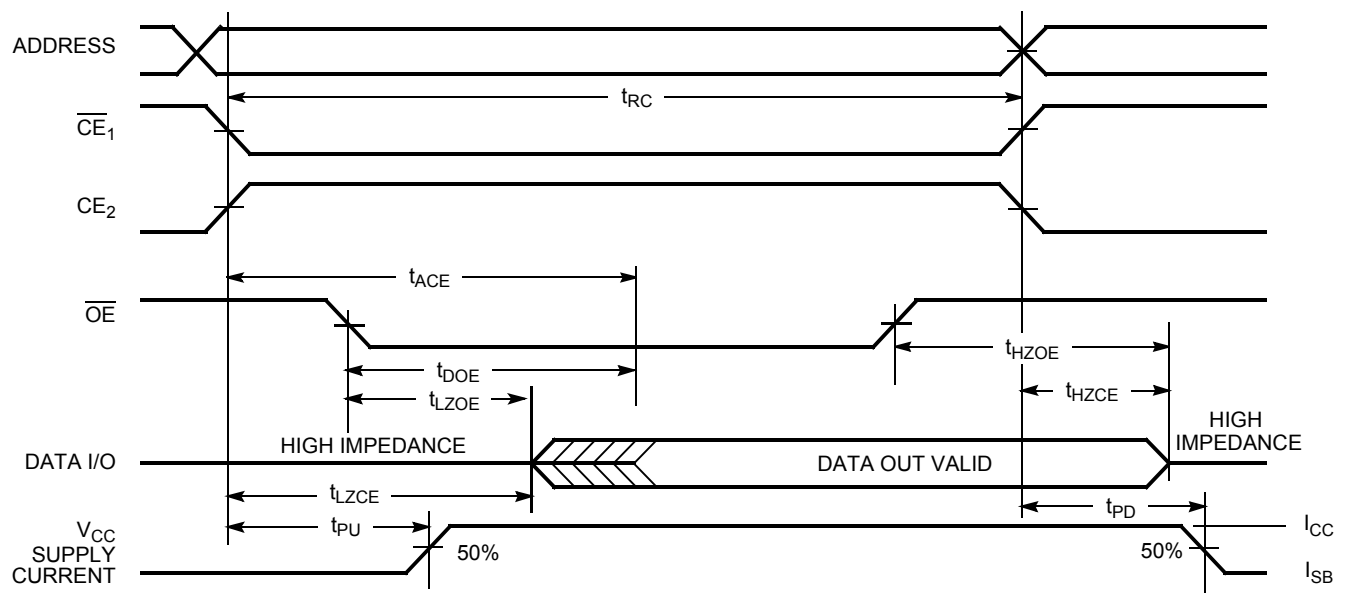 ADDRESS
tRC
CE1
CE2
tACE
OE
tHZOE
tDOE
tLZOE
tHZCE
HIGH IMPEDANCE
HIGH
IMPEDANCE
DATA I/O
DATA OUT VALID
tLZCE
tPD
tPU
VCC
SUPPLY
CURRENT
50%
50%
ICC
ISB